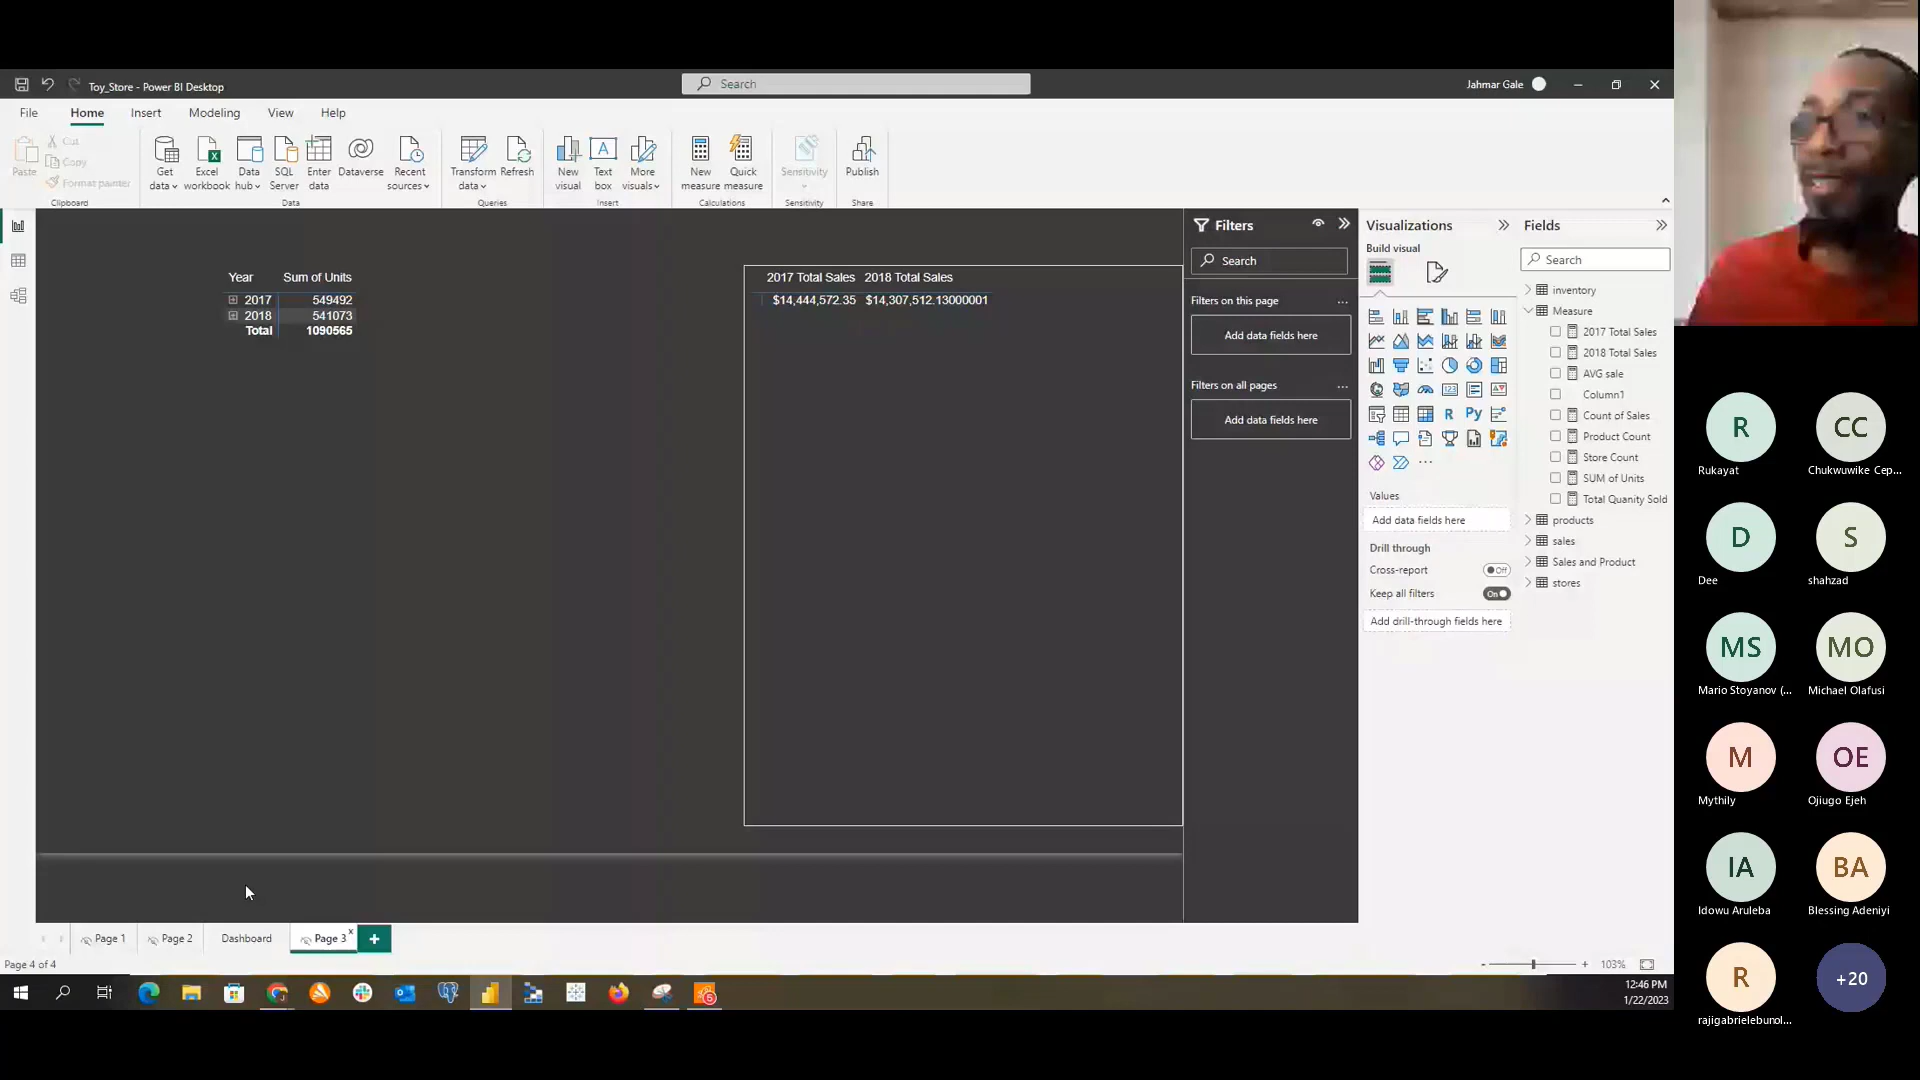 Toy_Store - Power BI Desktop
Search
Jahmar Gale
File Home Insert Modeling View Help
Paste
Cut
Copy
Format painter
Clipboard
Get data
Excel workbook
Data hub
SQL Server
Enter data
Dataverse
Recent sources
Data
Transform data
Refresh
Queries
New visual
Text box
More visuals
Insert
New measure
Quick measure
Calculations
Sensitivity
Sensitivity
Publish
Share
Year Sum of Units
2017 549492
2018 541073
Total 1090565
2017 Total Sales 2018 Total Sales
$14,444,572.35 $14,307,512.13000001
Filters
Search
Filters on this page ...
Add data fields here
Filters on all pages ...
Add data fields here
Visualizations
Build visual
R Py
123
...
Values
Add data fields here
Drill through
Cross-report Off
Keep all filters On
Add drill-through fields here
Fields
Search
inventory
Measure
2017 Total Sales
2018 Total Sales
AVG sale
Column1
Count of Sales
Product Count
Store Count
SUM of Units
Total Quanity Sold
products
sales
Sales and Product
stores
Page 1 Page 2 Dashboard Page 3 x +
Page 4 of 4
- + 103%
5
12:46 PM
1/22/2023
R CC
Rukayat Chukwuwike Cep...
D S
Dee shahzad
MS MO
Mario Stoyanov (... Michael Olafusi
M OE
Mythily Ojiugo Ejeh
IA BA
Idowu Aruleba Blessing Adeniyi
R +20
rajigabrielebunol...